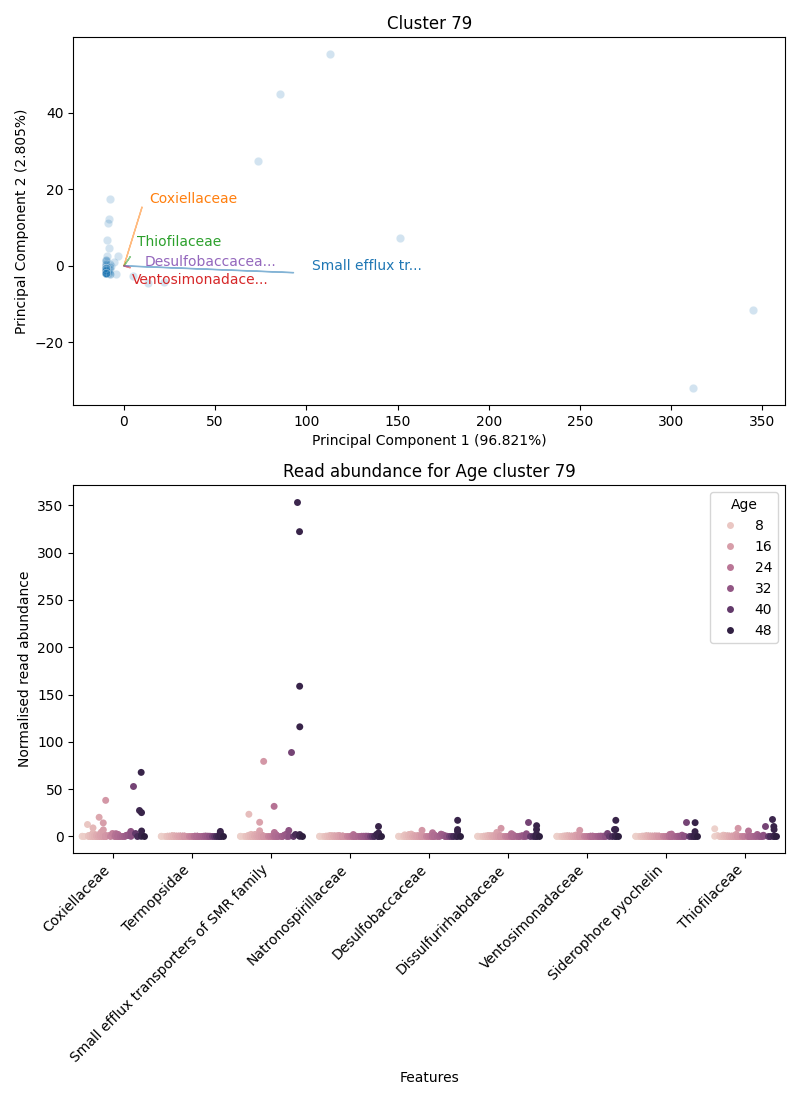 Cluster 79
Principal Component 2 (2.805%)
40
20
0
−20
Coxiellaceae
Thiofilaceae
Desulfobaccacea...
Small efflux tr...
Ventosimonadace...
0
50
100
150
200
250
300
350
Principal Component 1 (96.821%)
Read abundance for Age cluster 79
Normalised read abundance
350
300
250
200
150
100
50
0
Age
8
16
24
32
40
48
Coxiellaceae
Termopsidae
Small efflux transporters of SMR family
Natronospirillaceae
Desulfobaccaceae
Dissulfurirhabdaceae
Ventosimonadaceae
Siderophore pyochelin
Thiofilaceae
Features